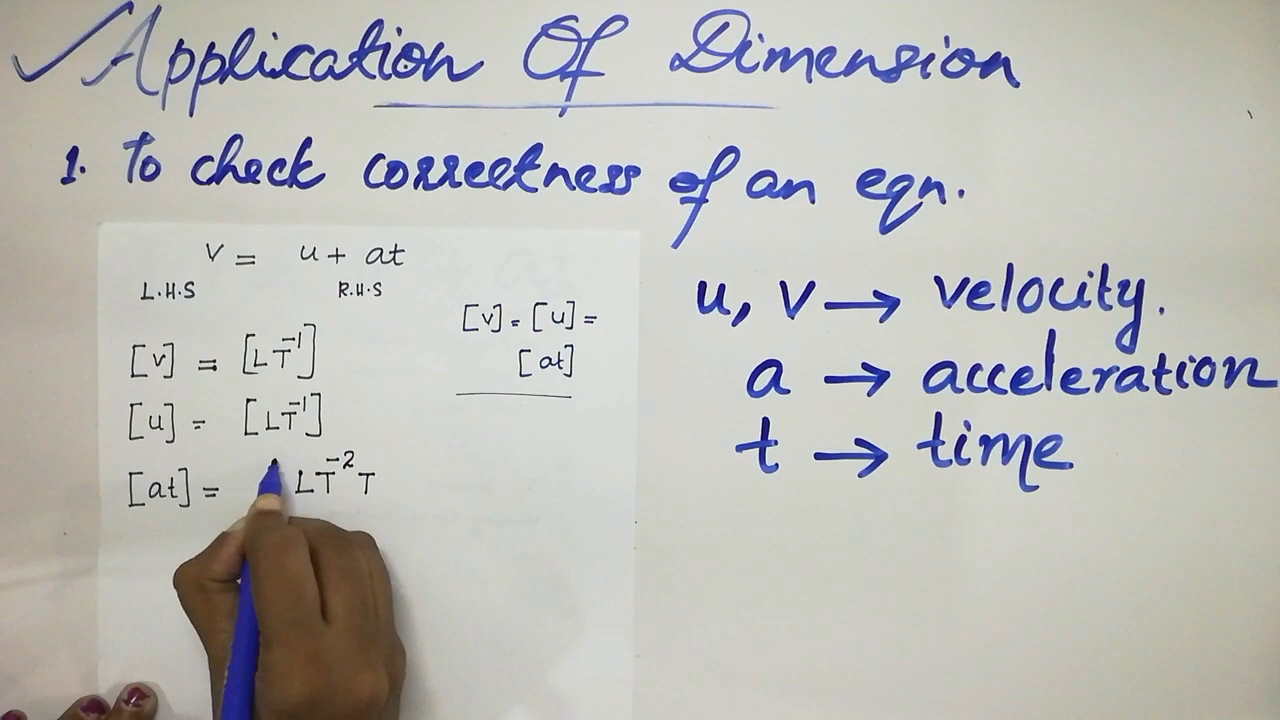 Application Of Dimension
1. To check correctness of an eqn.
v = u + at
L.H.S R.H.S
[v] = [LT⁻¹]
[u] = [LT⁻¹]
[at] = LT⁻²T
[v] = [u] =
[at]
u, v → velocity.
a → acceleration
t → time